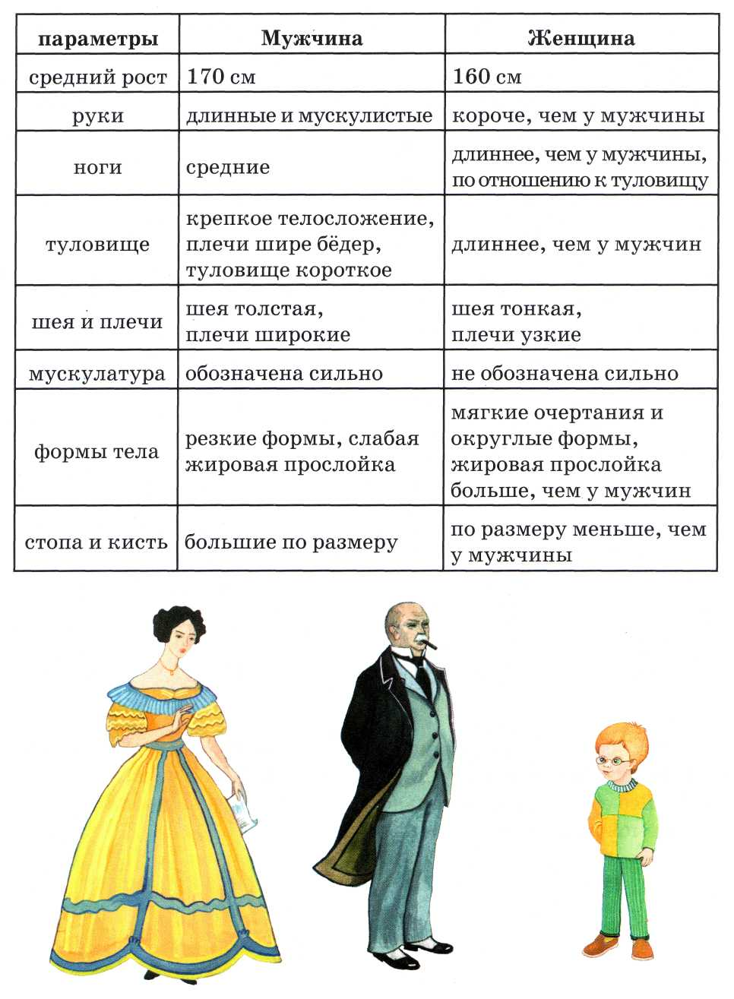 параметры Мужчина Женщина
средний рост 170 см 160 см
руки длинные и мускулистые короче, чем у мужчины
ноги средние длиннее, чем у мужчины,
по отношению к туловищу
туловище крепкое телосложение,
плечи шире бёдер,
туловище короткое
длиннее, чем у мужчин
шея и плечи шея толстая,
плечи широкие
шея тонкая,
плечи узкие
мускулатура обозначена сильно не обозначена сильно
формы тела резкие формы, слабая
жировая прослойка
мягкие очертания и
округлые формы,
жировая прослойка
больше, чем у мужчин
стопа и кисть большие по размеру по размеру меньше, чем
у мужчины